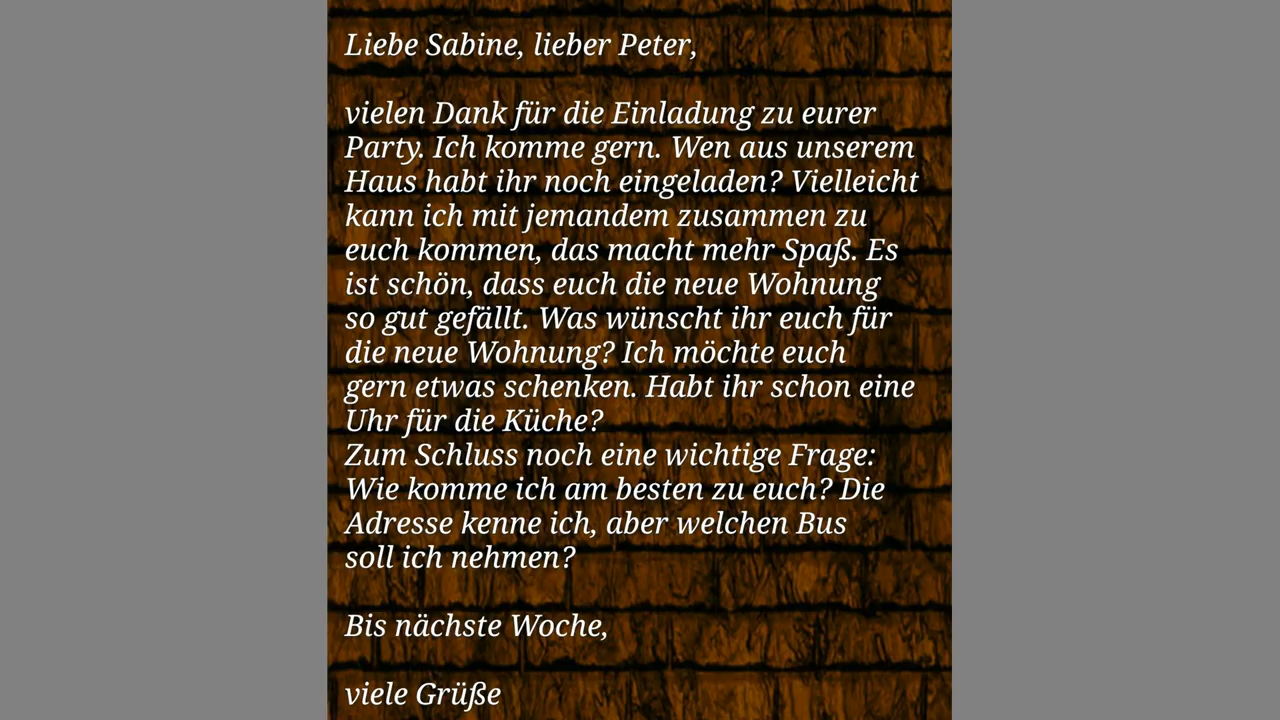 Liebe Sabine, lieber Peter,
vielen Dank für die Einladung zu eurer
Party. Ich komme gern. Wen aus unserem
Haus habt ihr noch eingeladen? Vielleicht
kann ich mit jemandem zusammen zu
euch kommen, das macht mehr Spaß. Es
ist schön, dass euch die neue Wohnung
so gut gefällt. Was wünscht ihr euch für
die neue Wohnung? Ich möchte euch
gern etwas schenken. Habt ihr schon eine
Uhr für die Küche?
Zum Schluss noch eine wichtige Frage:
Wie komme ich am besten zu euch? Die
Adresse kenne ich, aber welchen Bus
soll ich nehmen?
Bis nächste Woche,
viele Grüße